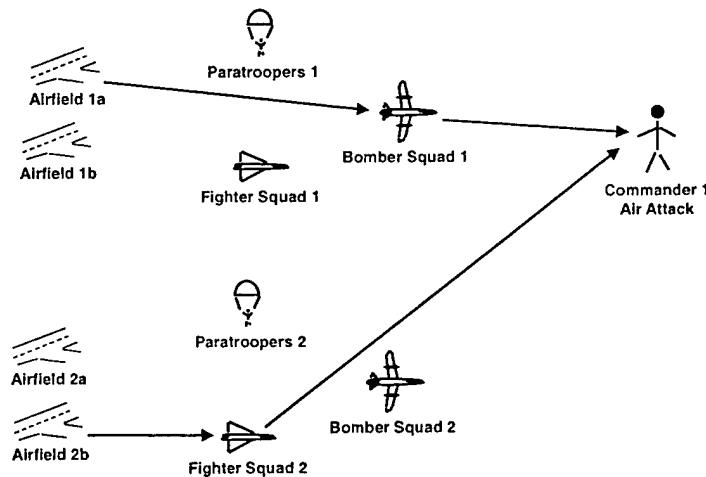 Paratroopers 1
Airfield 1a
Bomber Squad 1
Airfield 1b
Fighter Squad 1
Commander 1
Air Attack
Paratroopers 2
Airfield 2a
Bomber Squad 2
Airfield 2b
Fighter Squad 2